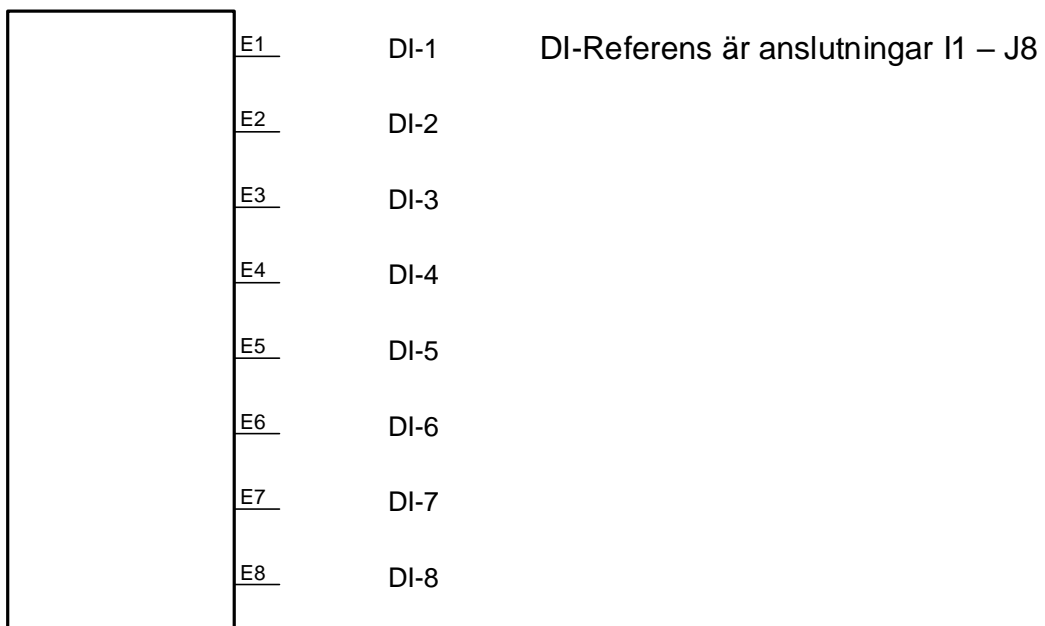 E1 DI-1 DI-Referens är anslutningar I1 – J8
E2 DI-2
E3 DI-3
E4 DI-4
E5 DI-5
E6 DI-6
E7 DI-7
E8 DI-8